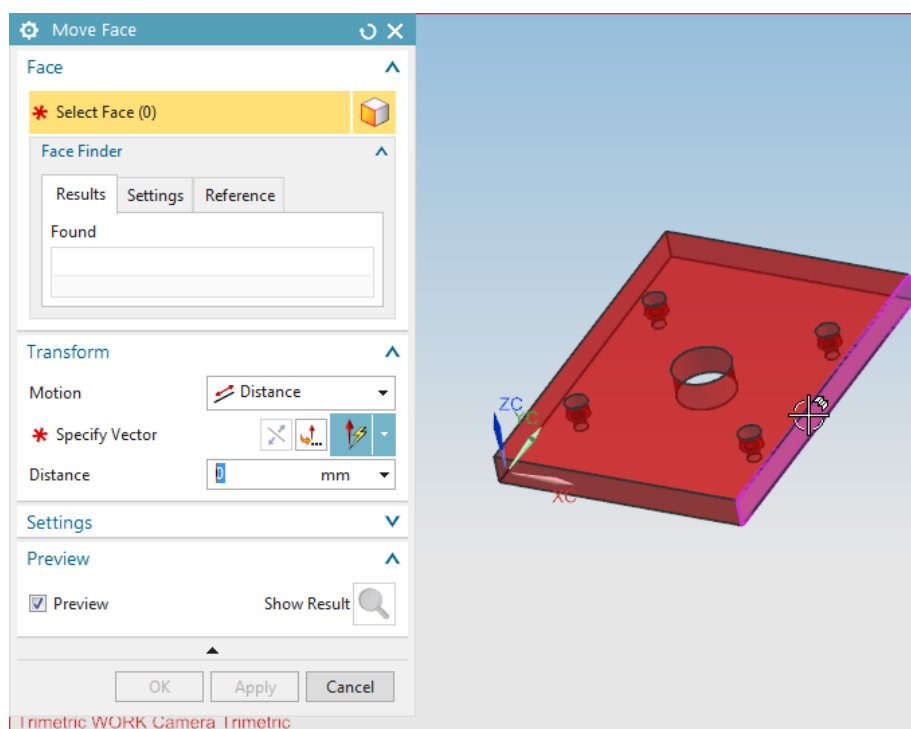 Move Face
Face
* Select Face (0)
Face Finder
Results Settings Reference
Found
Transform
Motion Distance
* Specify Vector
Distance 0 mm
Settings
Preview
Preview Show Result
OK Apply Cancel
Trimetric WORK Camera Trimetric
ZC
YC
XC